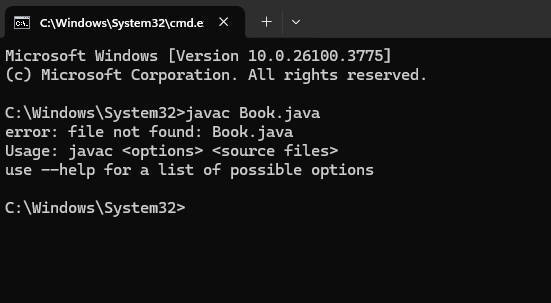 C:\Windows\System32\cmd.e
Microsoft Windows [Version 10.0.26100.3775]
(c) Microsoft Corporation. All rights reserved.
C:\Windows\System32>javac Book.java
error: file not found: Book.java
Usage: javac <options> <source files>
use --help for a list of possible options
C:\Windows\System32>